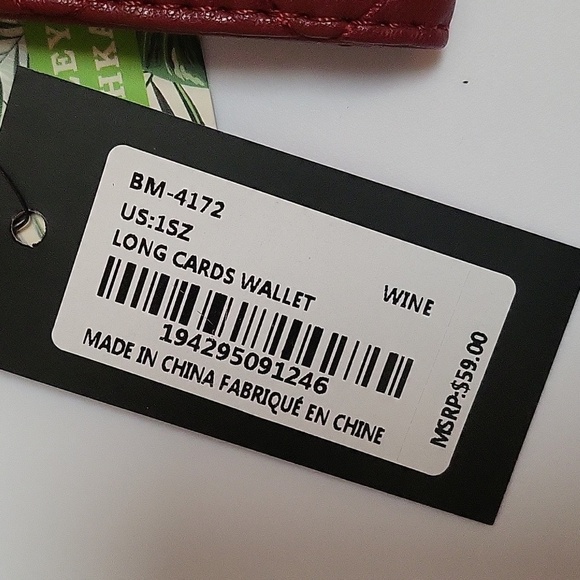 BM-4172
US:1SZ
LONG CARDS WALLET
WINE
194295091246
MADE IN CHINA FABRIQUÉ EN CHINE
MSRP:$59.00